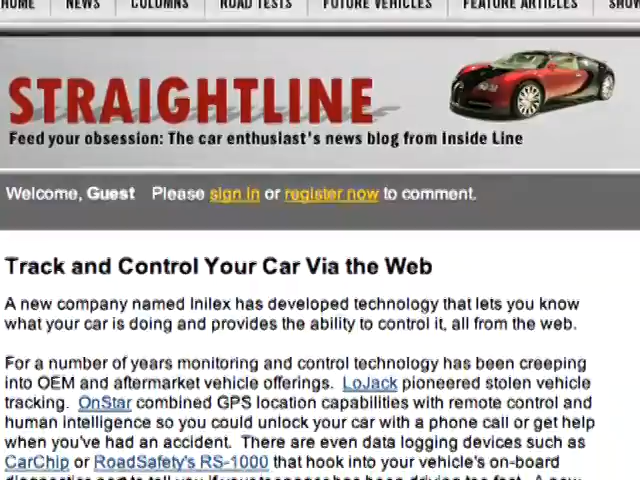 HOME NEWS COLUMNS ROAD TESTS FUTURE VEHICLES FEATURE ARTICLES
STRAIGHTLINE
Feed your obsession: The car enthusiast's news blog from Inside Line
Welcome, Guest Please sign in or register now to comment.
Track and Control Your Car Via the Web
A new company named Inilex has developed technology that lets you know
what your car is doing and provides the ability to control it, all from the web.
For a number of years monitoring and control technology has been creeping
into OEM and aftermarket vehicle offerings. LoJack pioneered stolen vehicle
tracking. OnStar combined GPS location capabilities with remote control and
human intelligence so you could unlock your car with a phone call or get help
when you've had an accident. There are even data logging devices such as
CarChip or RoadSafety's RS-1000 that hook into your vehicle's on-board